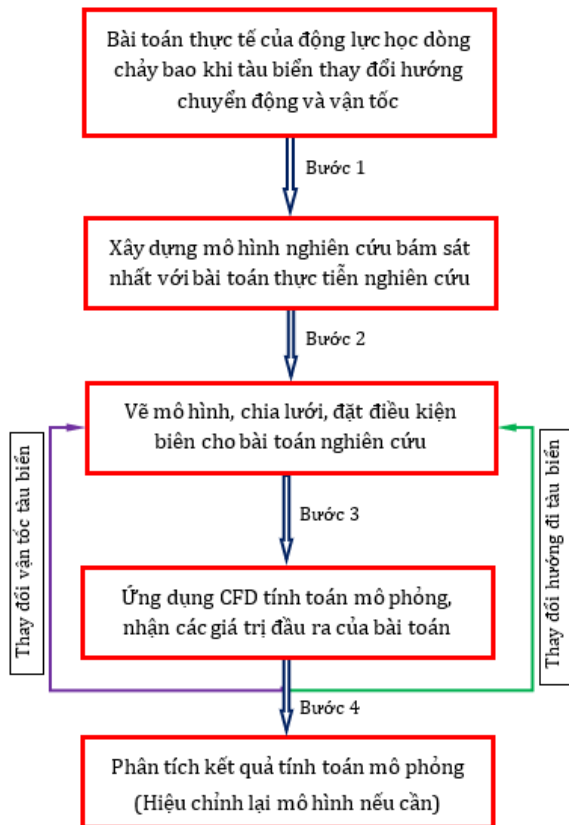 Bài toán thực tế của động lực học dòng
chảy bao khi tàu biển thay đổi hướng
chuyển động và vận tốc
Bước 1
Xây dựng mô hình nghiên cứu bám sát
nhất với bài toán thực tiễn nghiên cứu
Bước 2
Vẽ mô hình, chia lưới, đặt điều kiện
biên cho bài toán nghiên cứu
Thay đổi vận tốc tàu biển
Thay đổi hướng đi tàu biển
Bước 3
Ứng dụng CFD tính toán mô phỏng,
nhận các giá trị đầu ra của bài toán
Bước 4
Phân tích kết quả tính toán mô phỏng
(Hiệu chỉnh lại mô hình nếu cần)